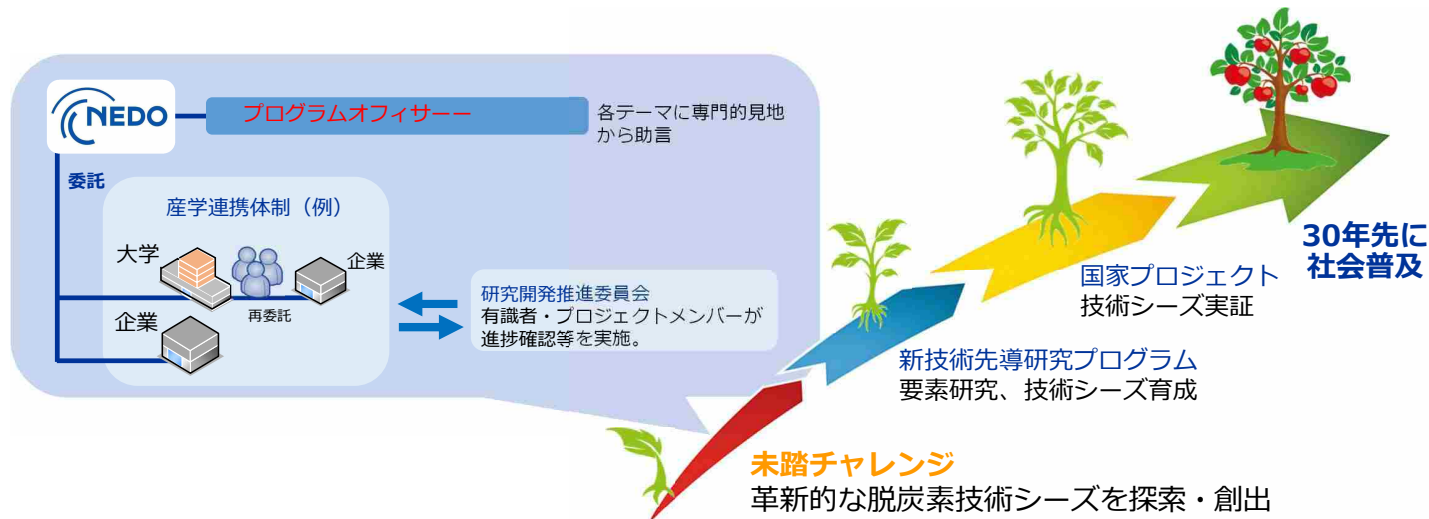 NEDO
プログラムオフィサーー
各テーマに専門的見地
から助言
委託
産学連携体制（例）
大学
企業
再委託
企業
研究開発推進委員会
有識者・プロジェクトメンバーが
進捗確認等を実施。
30年先に
社会普及
国家プロジェクト
技術シーズ実証
新技術先導研究プログラム
要素研究、技術シーズ育成
未踏チャレンジ
革新的な脱炭素技術シーズを探索・創出